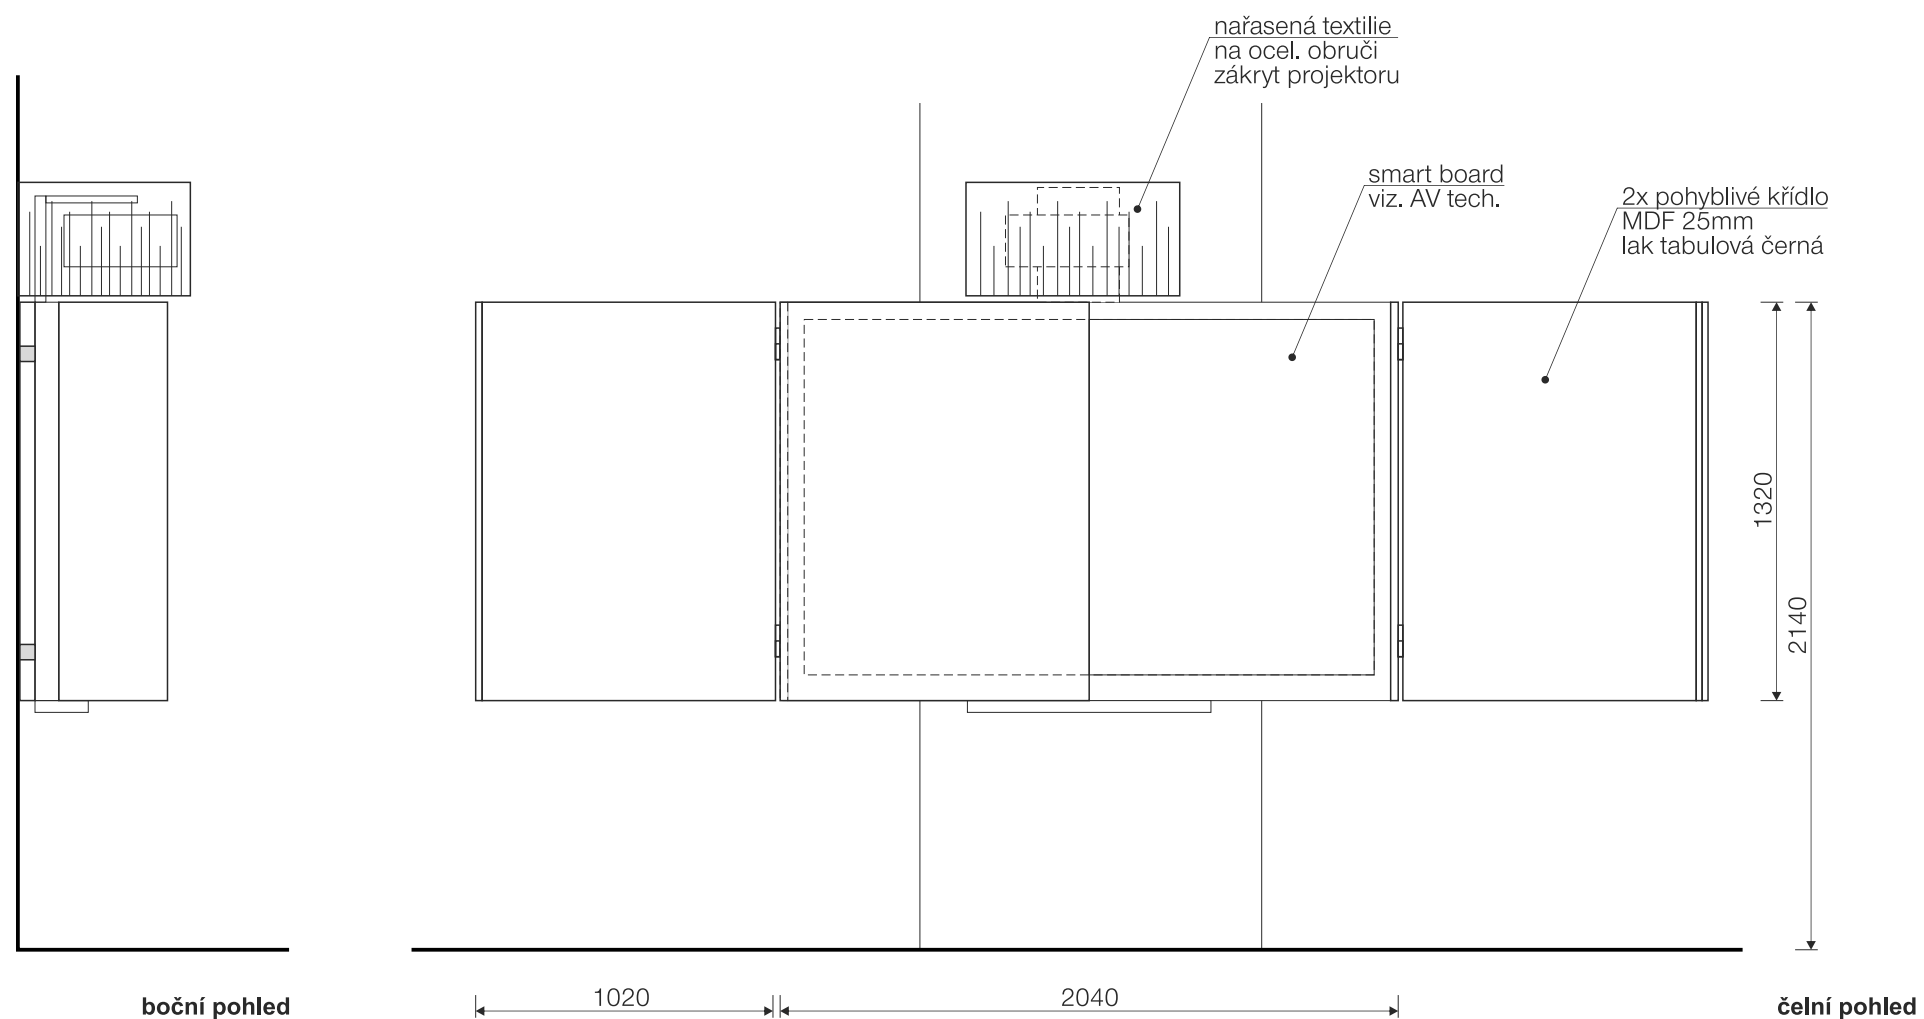 nařasená textilie
na ocel. obruči
zákryt projektoru
smart board
viz. AV tech.
2x pohyblivé křídlo
MDF 25mm
lak tabulová černá
1320
2140
1020
2040
boční pohled
čelní pohled